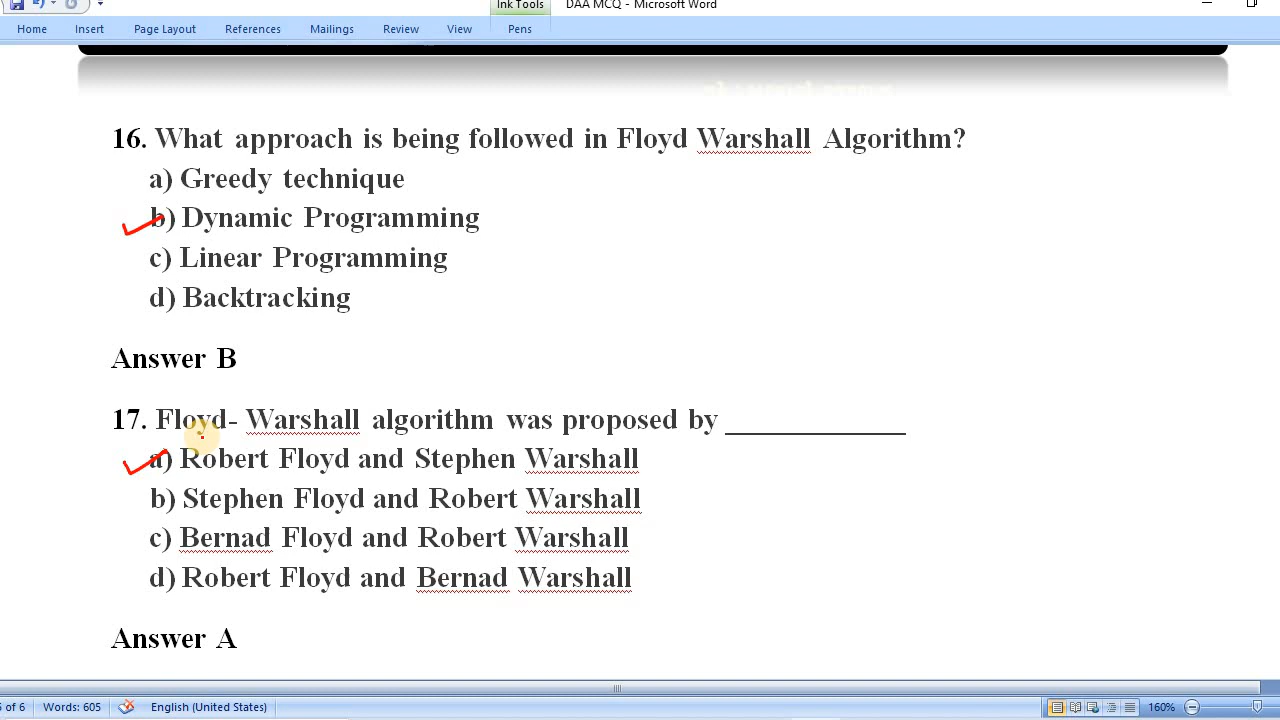 Ink Tools DAA MCQ - Microsoft Word
Home Insert Page Layout References Mailings Review View Pens
16. What approach is being followed in Floyd Warshall Algorithm?
a) Greedy technique
b) Dynamic Programming
c) Linear Programming
d) Backtracking
Answer B
17. Floyd- Warshall algorithm was proposed by ____________
a) Robert Floyd and Stephen Warshall
b) Stephen Floyd and Robert Warshall
c) Bernad Floyd and Robert Warshall
d) Robert Floyd and Bernad Warshall
Answer A
of 6 Words: 605 English (United States) 160%